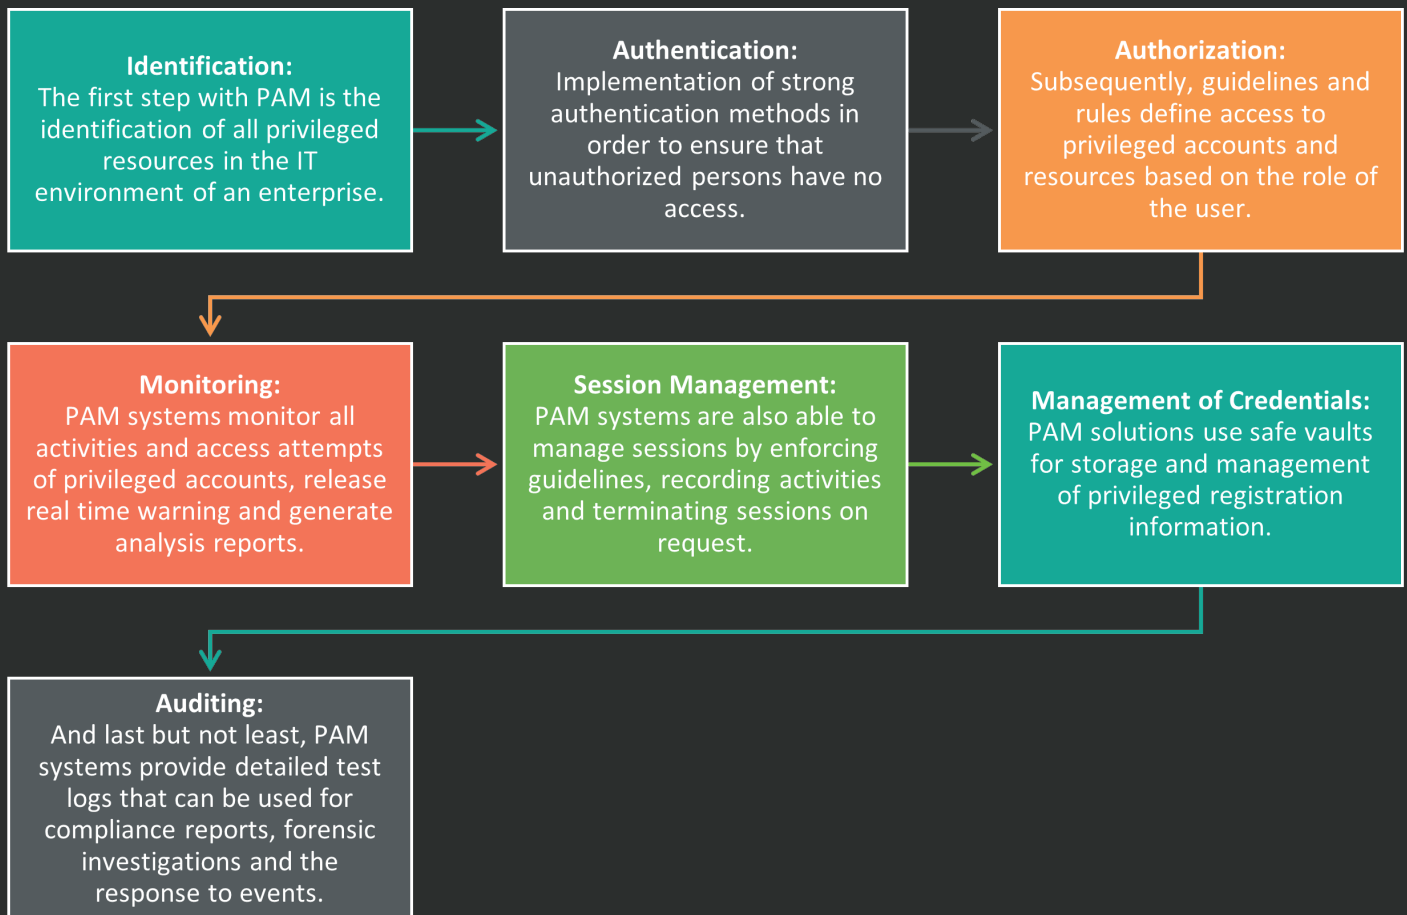 Identification:
The first step with PAM is the
identification of all privileged
resources in the IT
environment of an enterprise.
Authentication:
Implementation of strong
authentication methods in
order to ensure that
unauthorized persons have no
access.
Authorization:
Subsequently, guidelines and
rules define access to
privileged accounts and
resources based on the role of
the user.
Monitoring:
PAM systems monitor all
activities and access attempts
of privileged accounts, release
real time warning and generate
analysis reports.
Session Management:
PAM systems are also able to
manage sessions by enforcing
guidelines, recording activities
and terminating sessions on
request.
Management of Credentials:
PAM solutions use safe vaults
for storage and management
of privileged registration
information.
Auditing:
And last but not least, PAM
systems provide detailed test
logs that can be used for
compliance reports, forensic
investigations and the
response to events.